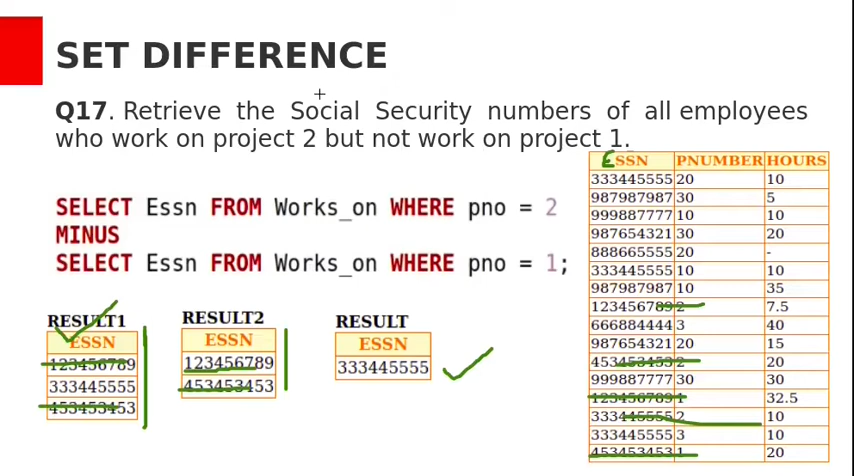 SET DIFFERENCE
Q17. Retrieve the Social Security numbers of all employees
who work on project 2 but not work on project 1.
SELECT Essn FROM Works_on WHERE pno = 2
MINUS
SELECT Essn FROM Works_on WHERE pno = 1;
RESULT1
ESSN
123456789
333445555
453453453
RESULT2
ESSN
123456789
453453453
RESULT
ESSN
333445555
ESSN PNUMBER HOURS
333445555 20 10
987987987 30 5
999887777 10 10
987654321 30 20
888665555 20 -
333445555 10 10
987987987 10 35
123456789 2 7.5
666884444 3 40
987654321 20 15
453453453 2 20
999887777 30 30
123456789 1 32.5
333445555 2 10
333445555 3 10
453453453 1 20